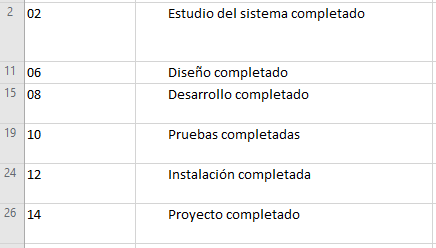 2 02 Estudio del sistema completado
11 06 Diseño completado
15 08 Desarrollo completado
19 10 Pruebas completadas
24 12 Instalación completada
26 14 Proyecto completado